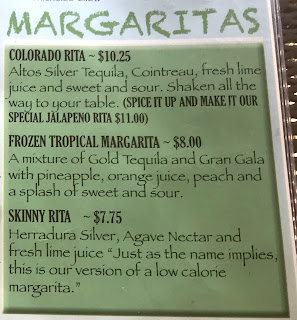 MARGARITAS
COLORADO RITA ~ $10.25
Altos Silver Tequila, Cointreau, fresh lime
juice and sweet and sour. Shaken all the
way to your table. (SPICE IT UP AND MAKE IT OUR
SPECIAL JALAPENO RITA $11.00)
FROZEN TROPICAL MARGARITA ~ $8.00
A mixture of Gold Tequila and Gran Gala
with pineapple, orange juice, peach and
a splash of sweet and sour.
SKINNY RITA ~ $7.75
Herradura Silver, Agave Nectar and
fresh lime juice "Just as the name implies,
this is our version of a low calorie
margarita."